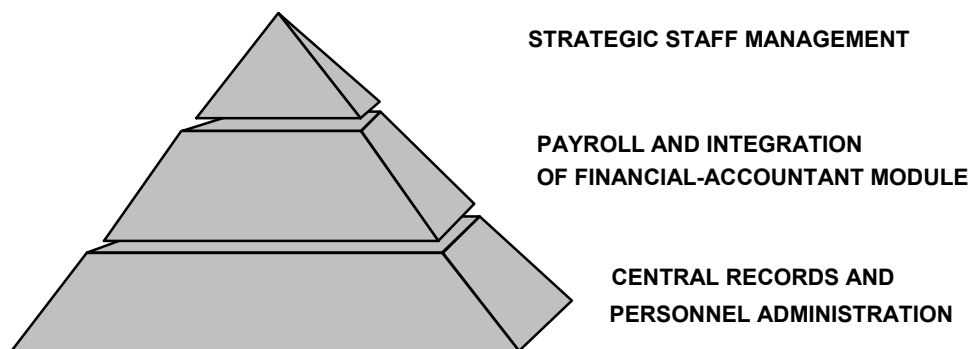 STRATEGIC STAFF MANAGEMENT
PAYROLL AND INTEGRATION
OF FINANCIAL-ACCOUNTANT MODULE
CENTRAL RECORDS AND
PERSONNEL ADMINISTRATION